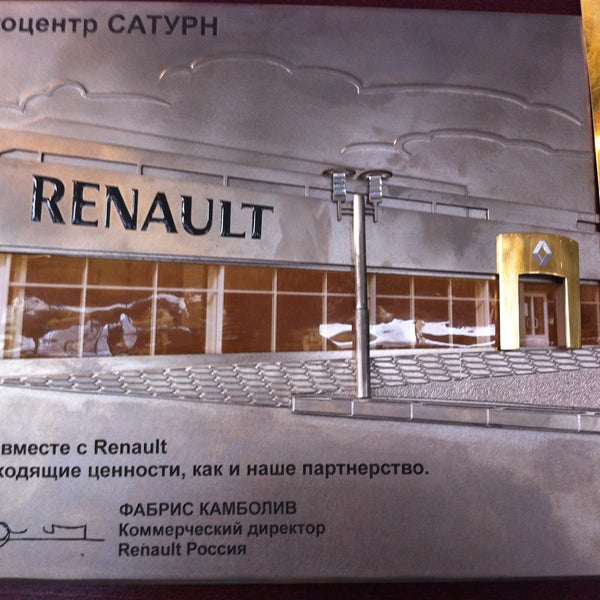 оцентр САТУРН
RENAULT
вместе с Renault
ходящие ценности, как и наше партнерство.
ФАБРИС КАМБОЛИВ
Коммерческий директор
Renault Россия